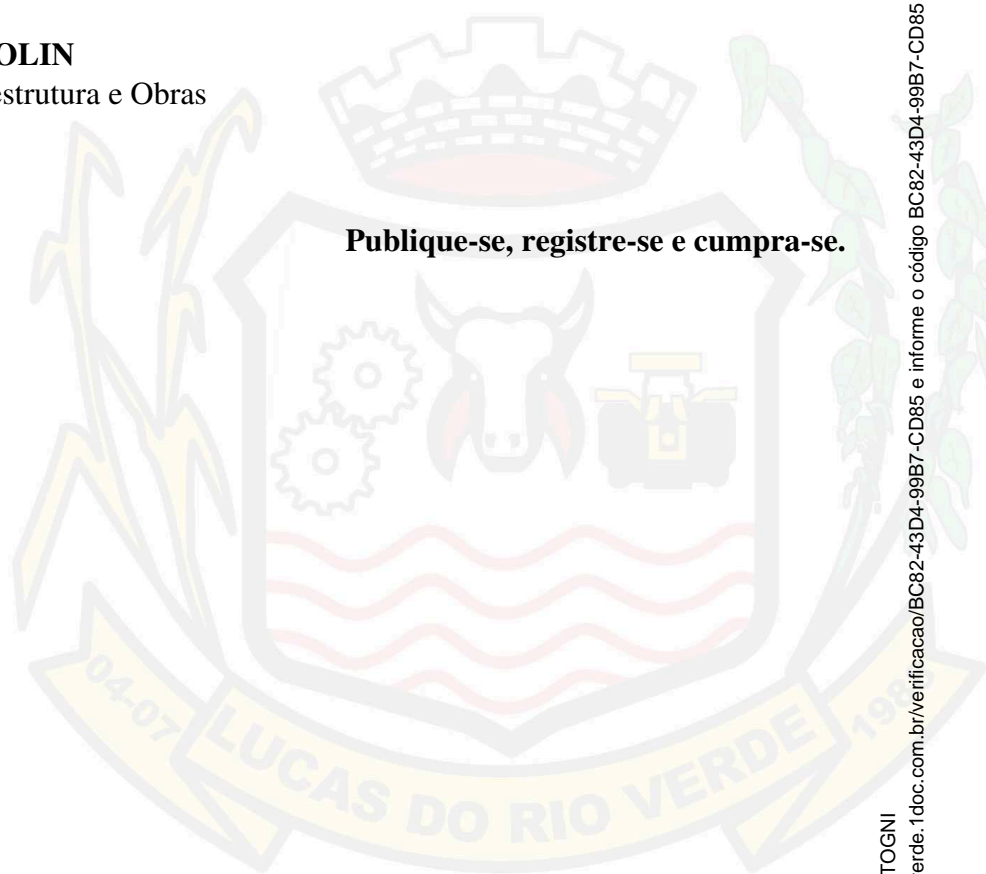 OLIN
estrutura e Obras
Publique-se, registre-se e cumpra-se.
04-07
LUCAS DO RIO VERDE
1988
TOGNI
erde.1doc.com.br/verificacao/BC82-43D4-99B7-CD85 e informe o código BC82-43D4-99B7-CD85